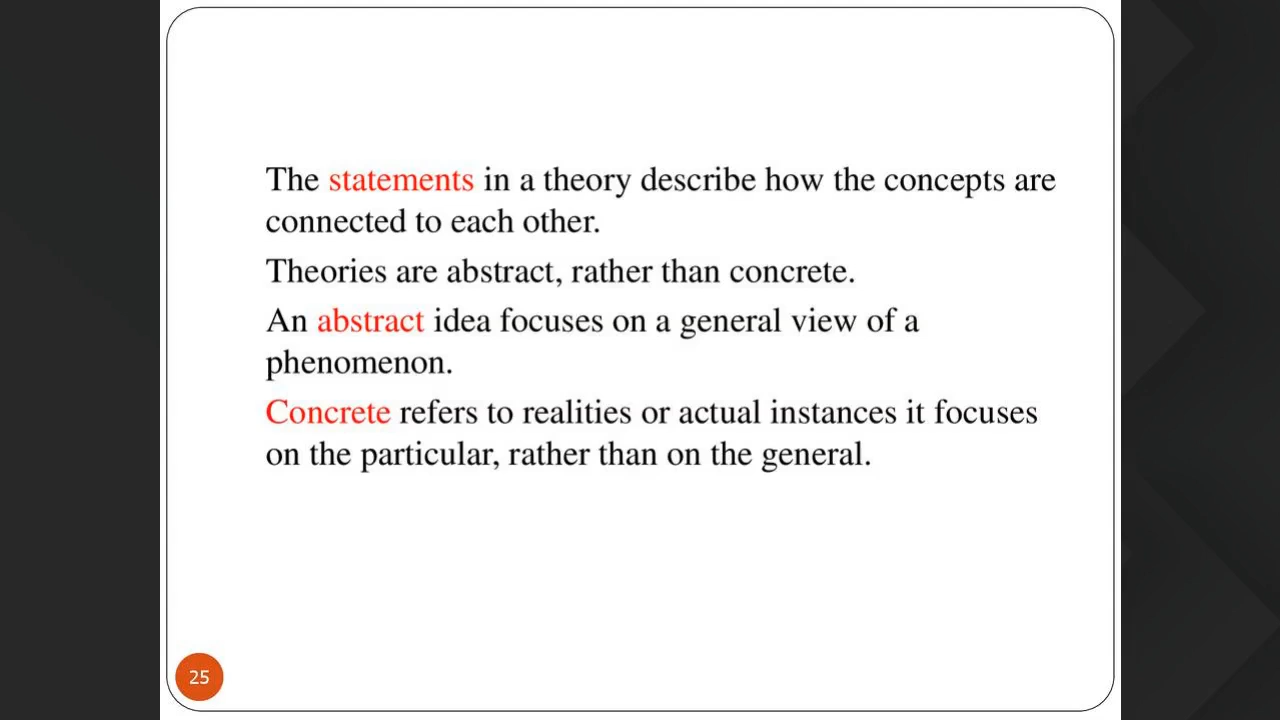 The statements in a theory describe how the concepts are
connected to each other.
Theories are abstract, rather than concrete.
An abstract idea focuses on a general view of a
phenomenon.
Concrete refers to realities or actual instances it focuses
on the particular, rather than on the general.
25